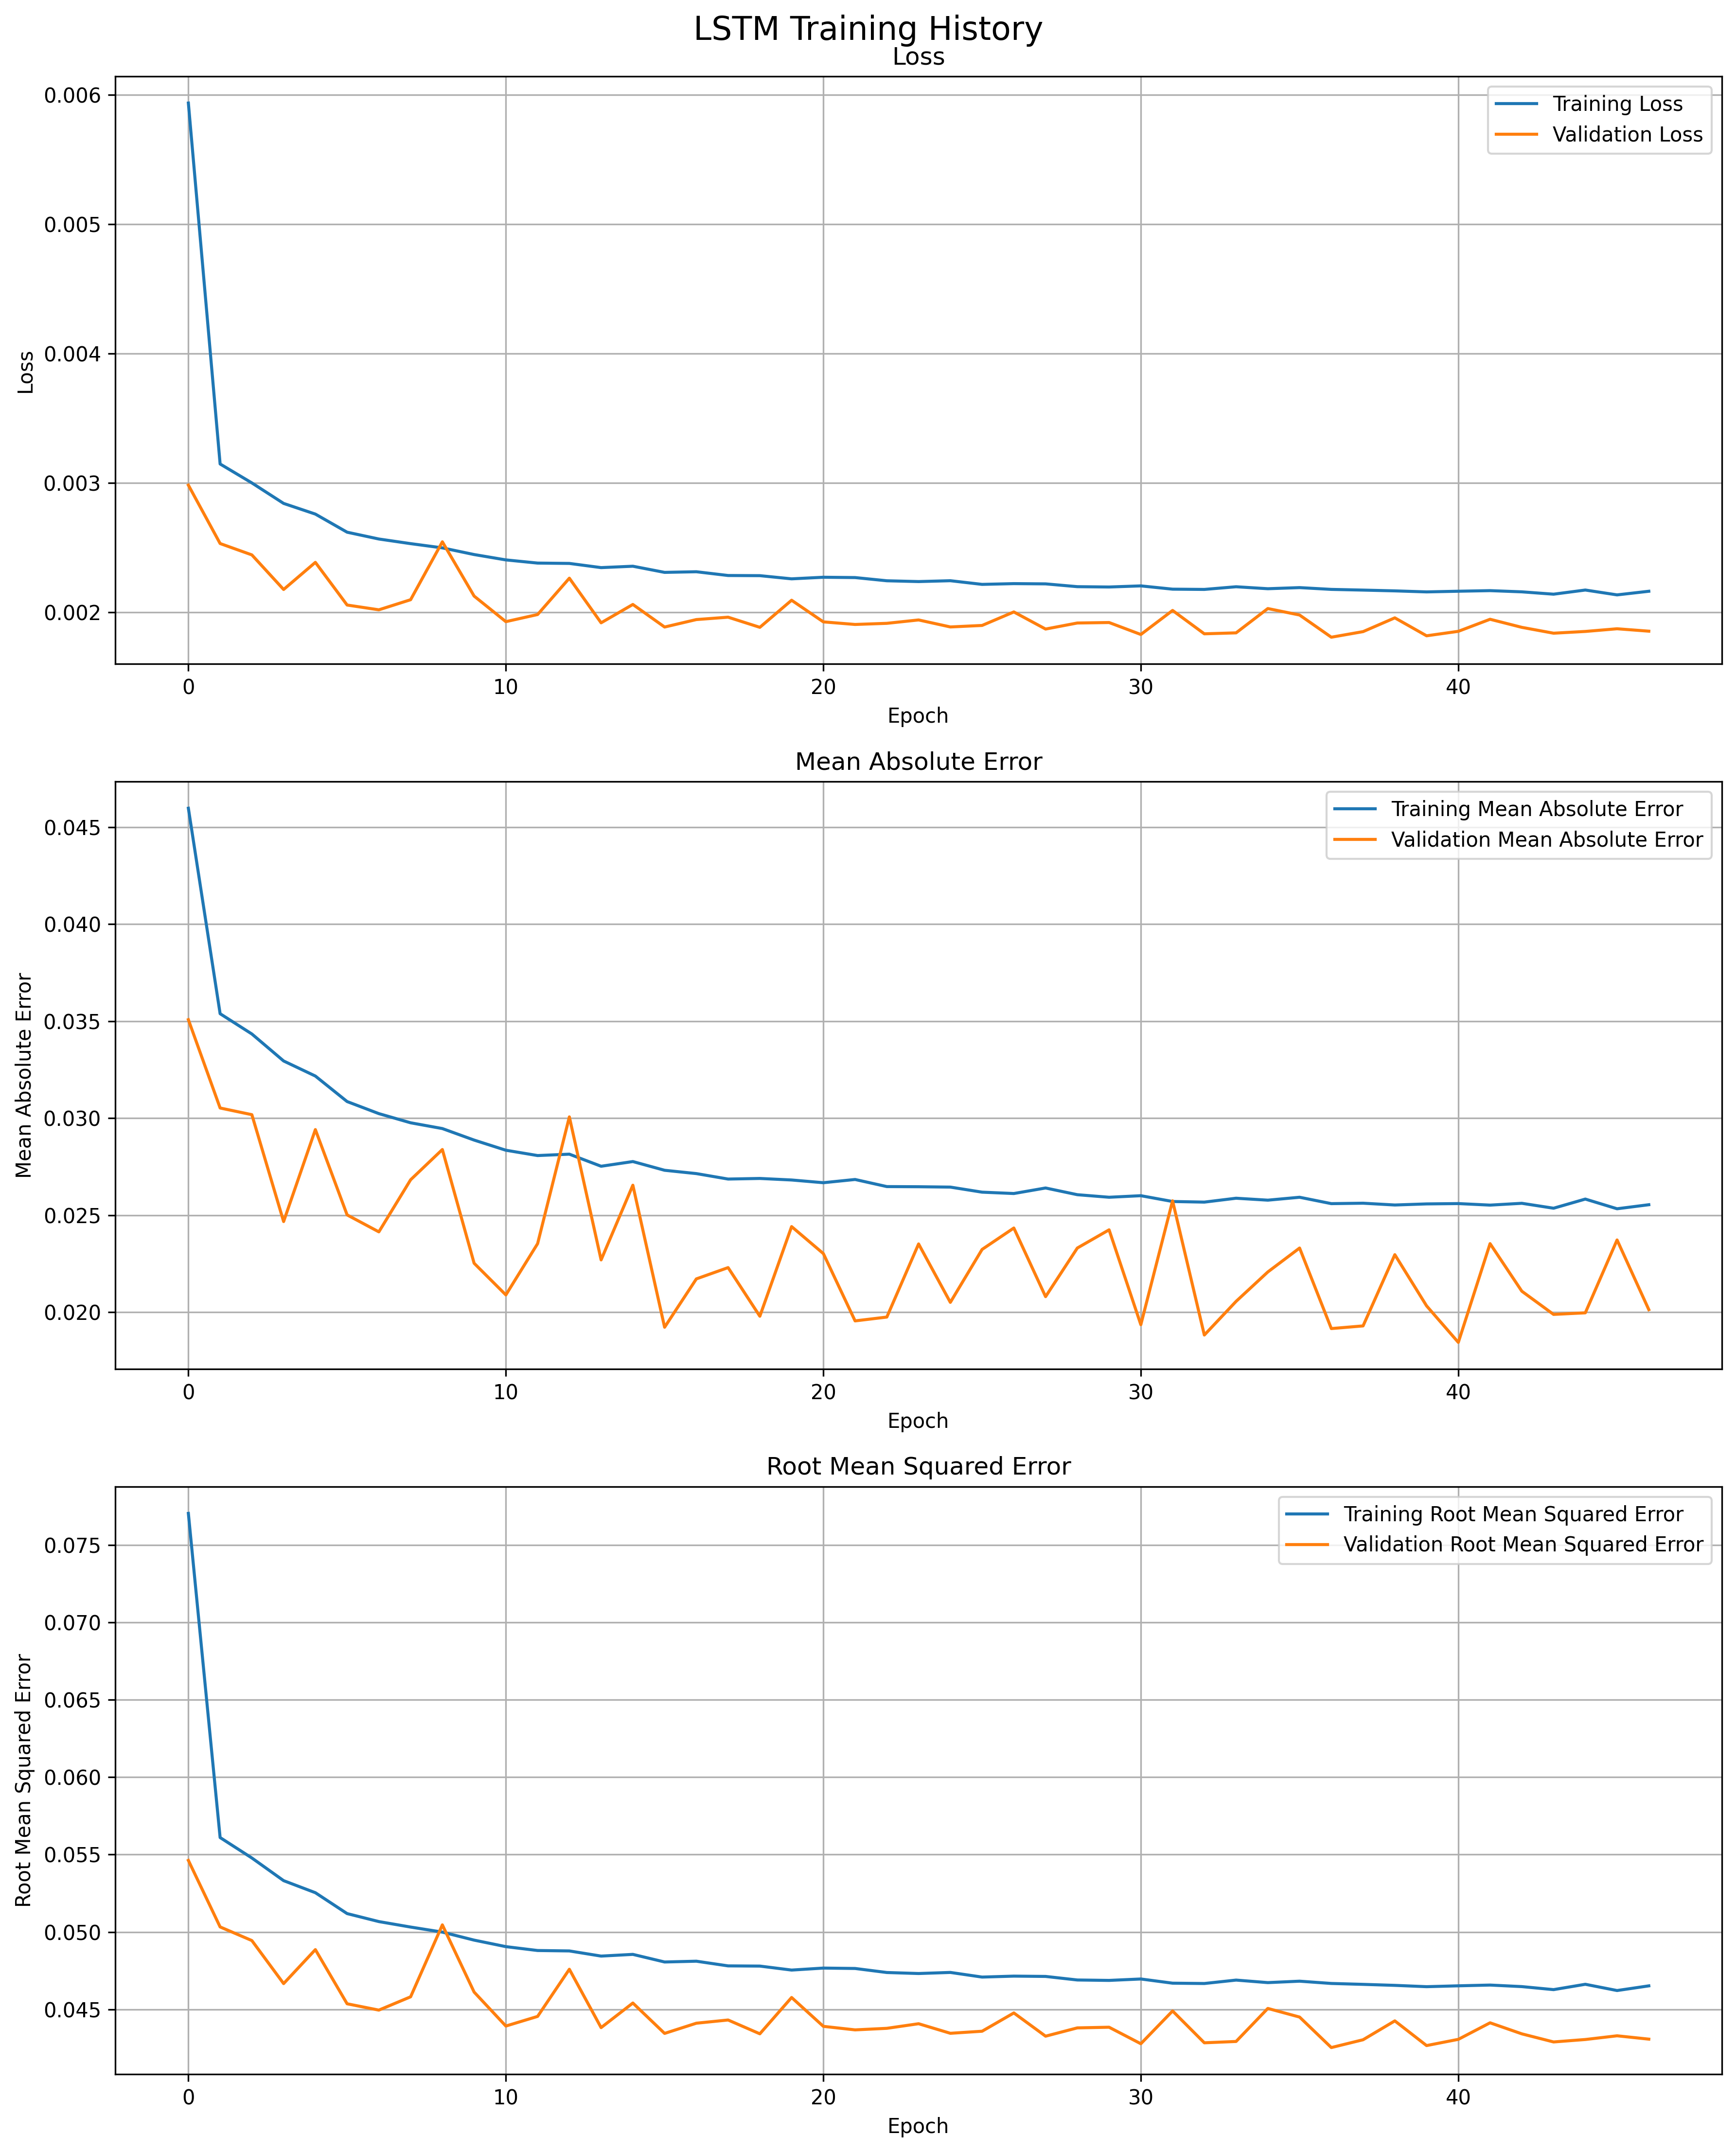 LSTM Training History
Loss
0.006
0.005
0.004
0.003
0.002
Loss
Training Loss
Validation Loss
0 10 20 30 40
Epoch
Mean Absolute Error
0.045
0.040
0.035
0.030
0.025
0.020
Mean Absolute Error
Training Mean Absolute Error
Validation Mean Absolute Error
0 10 20 30 40
Epoch
Root Mean Squared Error
0.075
0.070
0.065
0.060
0.055
0.050
0.045
Root Mean Squared Error
Training Root Mean Squared Error
Validation Root Mean Squared Error
0 10 20 30 40
Epoch